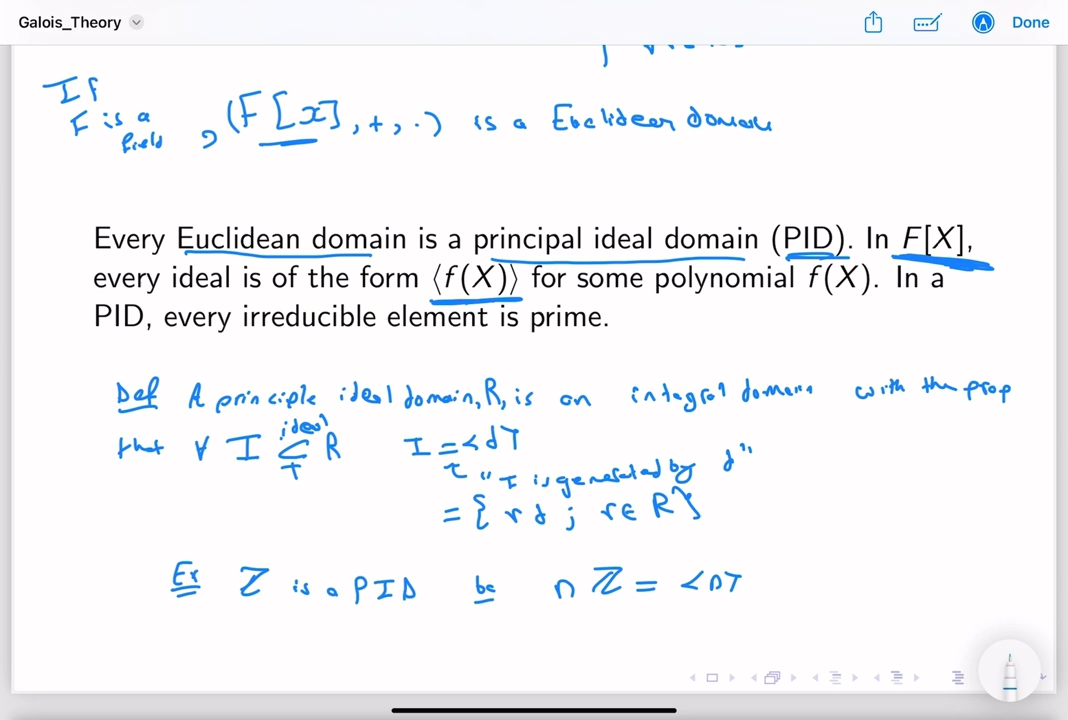 Galois_Theory
Done
If
F is a field, (F[x], +, ·) is a Euclidean domain
Every Euclidean domain is a principal ideal domain (PID). In F[X],
every ideal is of the form ⟨f(X)⟩ for some polynomial f(X). In a
PID, every irreducible element is prime.
Def A principle ideal domain, R, is an integral domain with the prop
that ∀ I ⊆ R I = <d>
ideal
"I is generated by d"
= { rd ; r ∈ R }
Ex ℤ is a PID bc nℤ = <n>